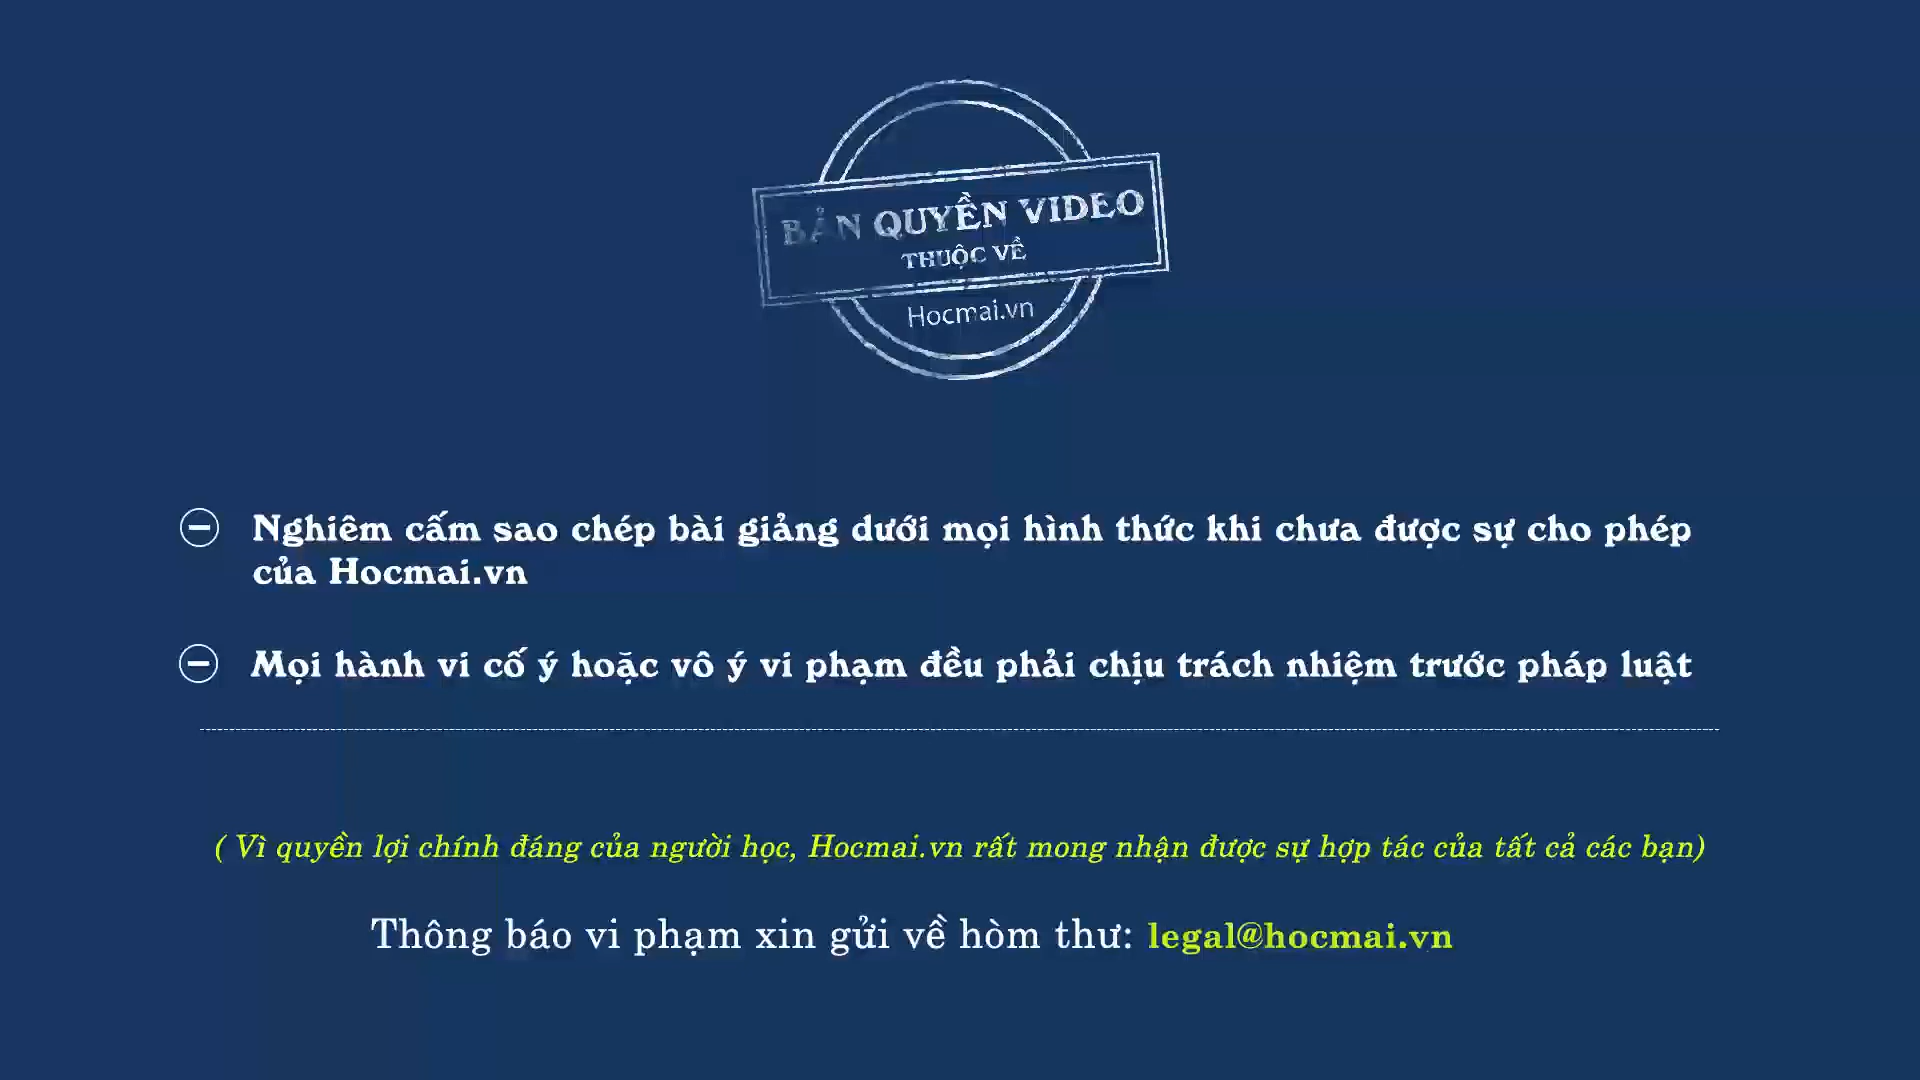 BẢN QUYỀN VIDEO
THUỘC VỀ
Hocmai.vn
Nghiêm cấm sao chép bài giảng dưới mọi hình thức khi chưa được sự cho phép
của Hocmai.vn
Mọi hành vi cố ý hoặc vô ý vi phạm đều phải chịu trách nhiệm trước pháp luật
( Vì quyền lợi chính đáng của người học, Hocmai.vn rất mong nhận được sự hợp tác của tất cả các bạn)
Thông báo vi phạm xin gửi về hòm thư: legal@hocmai.vn